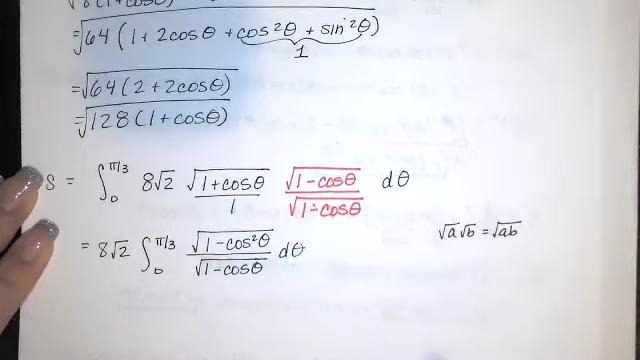 = √64(1 + 2cosθ + cos²θ + sin²θ)
1
= √64(2 + 2cosθ)
= √128(1 + cosθ)
s = ∫₀^π/3 8√2 √1+cosθ/1 √1-cosθ/√1-cosθ dθ
= 8√2 ∫₀^π/3 √1-cos²θ/√1-cosθ dθ
√a√b = √ab